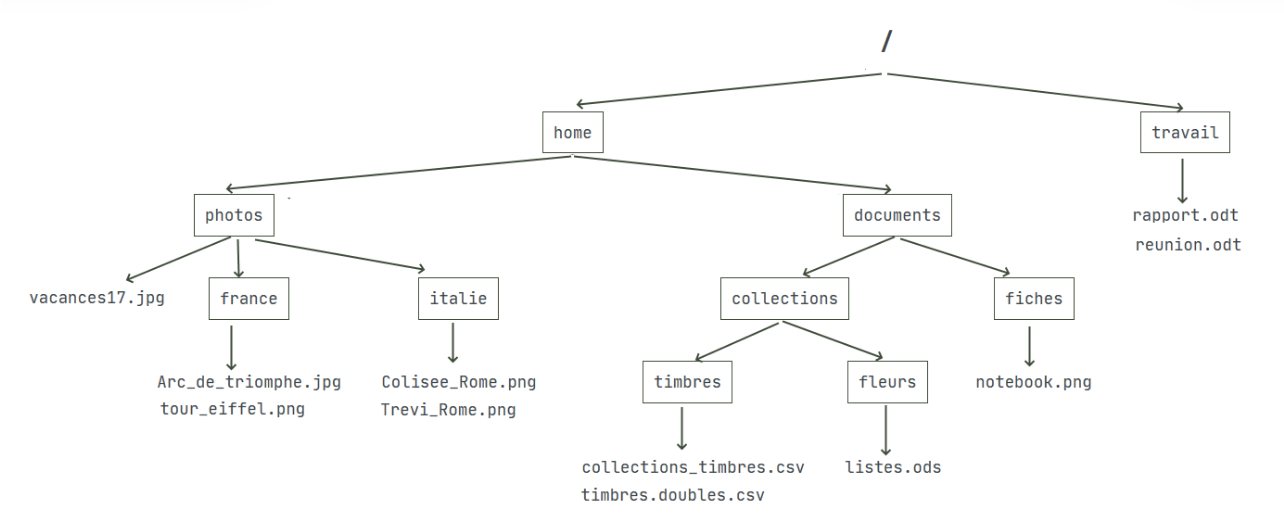 /
home
travail
photos
documents
rapport.odt
reunion.odt
vacances17.jpg
france
italie
collections
fiches
Arc_de_triomphe.jpg
tour_eiffel.png
Colisee_Rome.png
Trevi_Rome.png
timbres
fleurs
notebook.png
collections_timbres.csv
timbres.doubles.csv
listes.ods